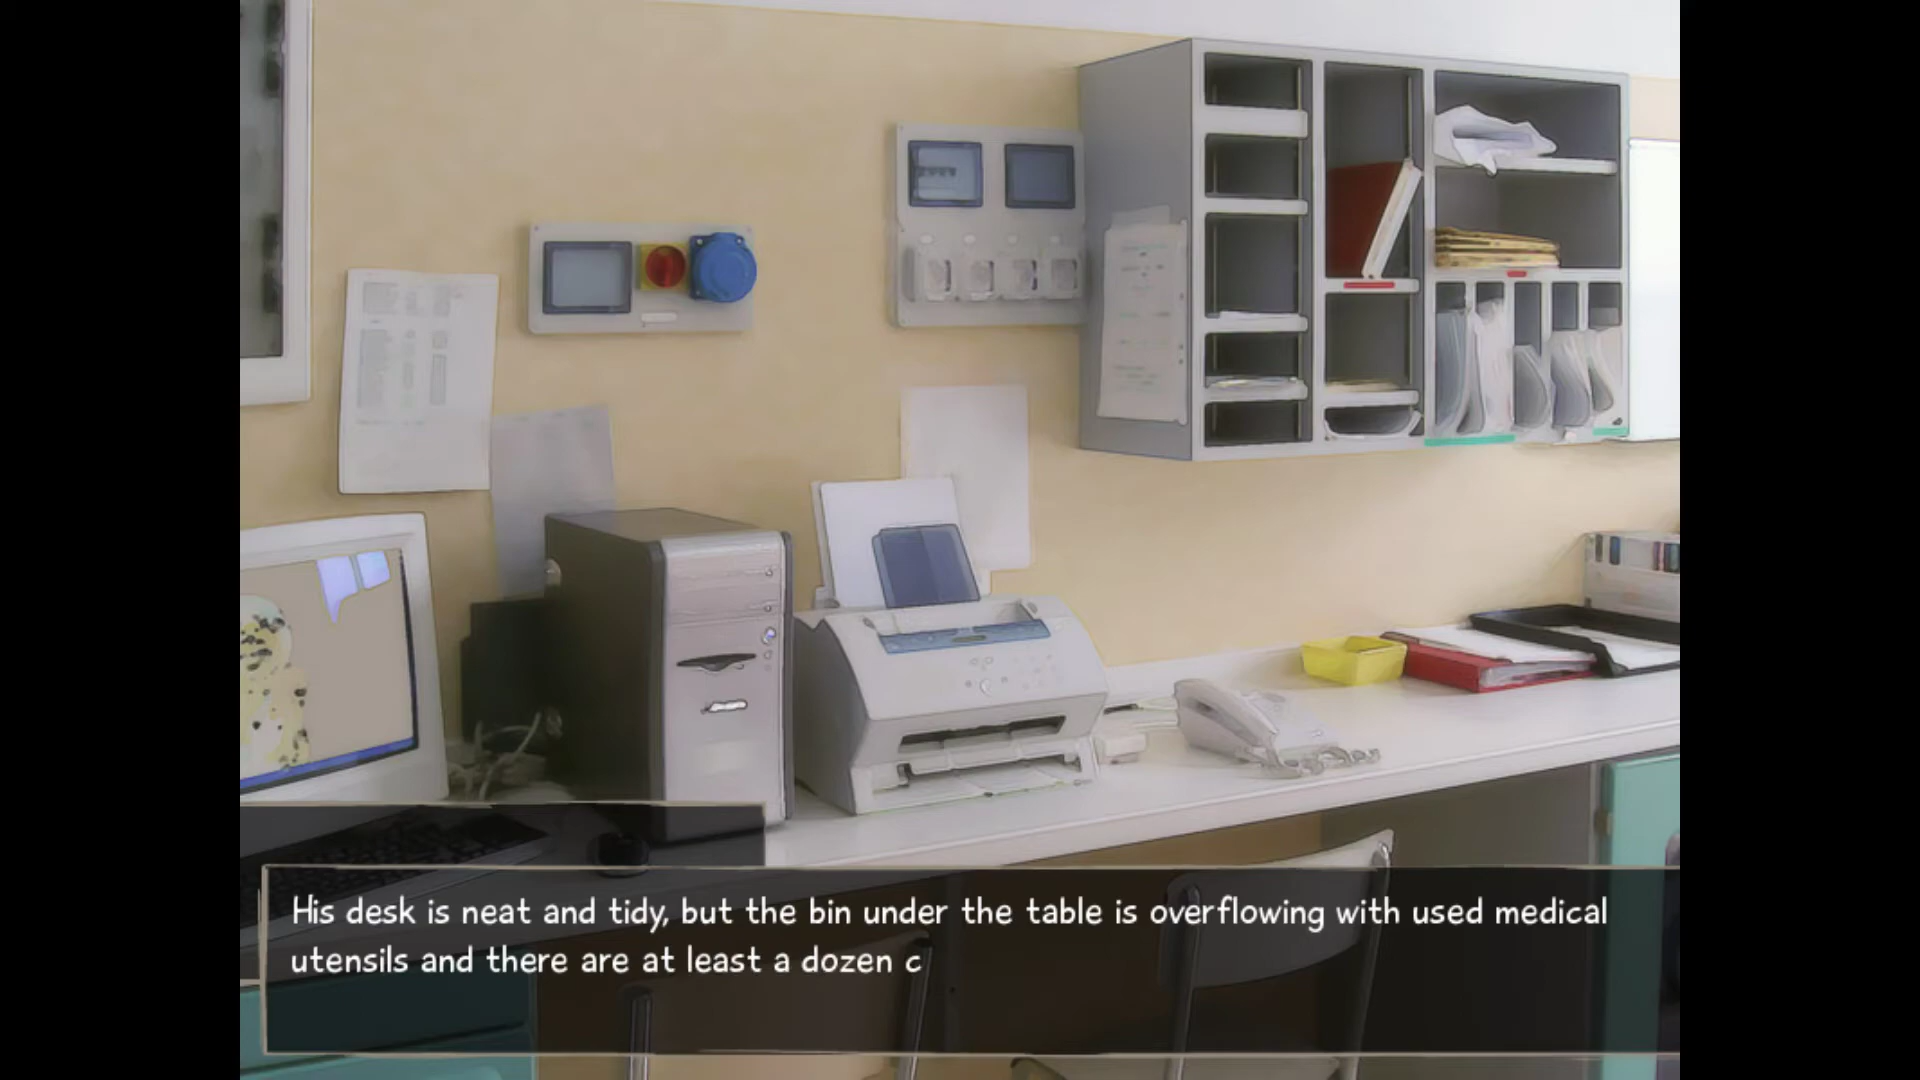 His desk is neat and tidy, but the bin under the table is overflowing with used medical
utensils and there are at least a dozen c